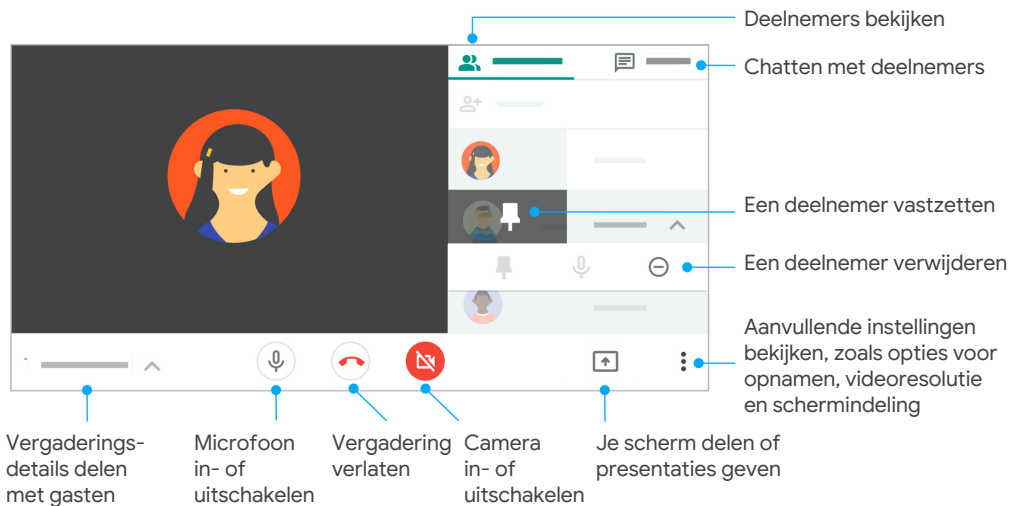 Deelnemers bekijken
Chatten met deelnemers
Een deelnemer vastzetten
Een deelnemer verwijderen
Aanvullende instellingen
bekijken, zoals opties voor
opnamen, videoresolutie
en schermindeling
Vergaderings-
details delen
met gasten
Microfoon
in- of
uitschakelen
Vergadering
verlaten
Camera
in- of
uitschakelen
Je scherm delen of
presentaties geven